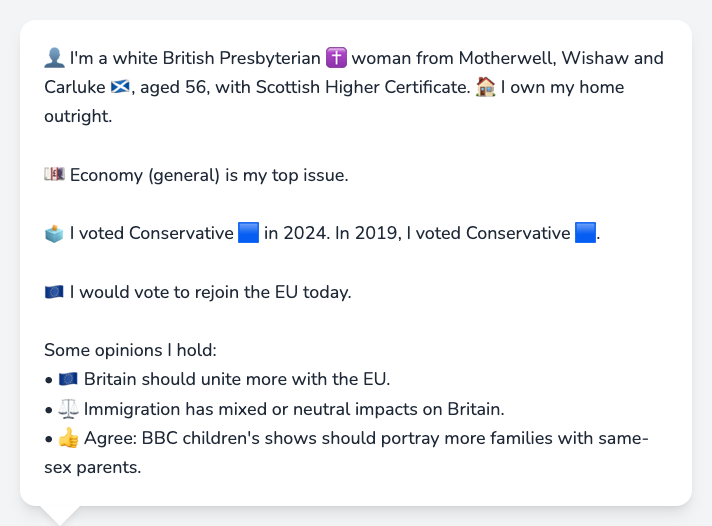 👤 I'm a white British Presbyterian ✝️ woman from Motherwell, Wishaw and
Carluke 🏴󠁧󠁢󠁳󠁣󠁴󠁿, aged 56, with Scottish Higher Certificate. 🏠 I own my home
outright.
💷 Economy (general) is my top issue.
🗳️ I voted Conservative 🟦 in 2024. In 2019, I voted Conservative 🟦.
🇪🇺 I would vote to rejoin the EU today.
Some opinions I hold:
• 🇪🇺 Britain should unite more with the EU.
• ⚖️ Immigration has mixed or neutral impacts on Britain.
• 👍 Agree: BBC children's shows should portray more families with same-
sex parents.